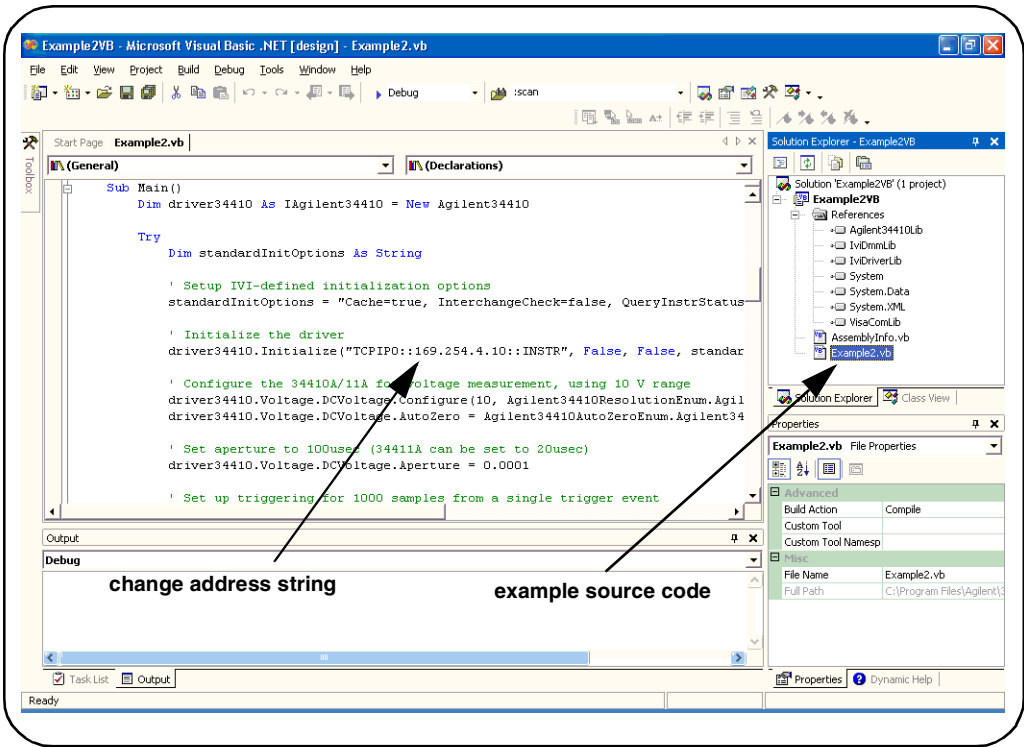 Example2VB - Microsoft Visual Basic .NET [design] - Example2.vb
File Edit View Project Build Debug Tools Window Help
Debug :scan
Start Page Example2.vb
Toolbox
(General) (Declarations)
Sub Main()
Dim driver34410 As IAgilent34410 = New Agilent34410
Try
Dim standardInitOptions As String
' Setup IVI-defined initialization options
standardInitOptions = "Cache=true, InterchangeCheck=false, QueryInstrStatus
' Initialize the driver
driver34410.Initialize("TCPIP0::169.254.4.10::INSTR", False, False, standar
' Configure the 34410A/11A for voltage measurement, using 10 V range
driver34410.Voltage.DCVoltage.Configure(10, Agilent34410ResolutionEnum.Agil
driver34410.Voltage.DCVoltage.AutoZero = Agilent34410AutoZeroEnum.Agilent34
' Set aperture to 100usec (34411A can be set to 20usec)
driver34410.Voltage.DCVoltage.Aperture = 0.0001
' Set up triggering for 1000 samples from a single trigger event
Solution Explorer - Example2VB
Solution 'Example2VB' (1 project)
Example2VB
References
Agilent34410Lib
IviDmmLib
IviDriverLib
System
System.Data
System.XML
VisaComLib
AssemblyInfo.vb
Example2.vb
Solution Explorer Class View
Properties
Example2.vb File Properties
Advanced
Build Action Compile
Custom Tool
Custom Tool Namesp
Misc
File Name Example2.vb
Full Path C:\Program Files\Agilent\3
Output
Debug
change address string
example source code
Task List Output
Properties Dynamic Help
Ready